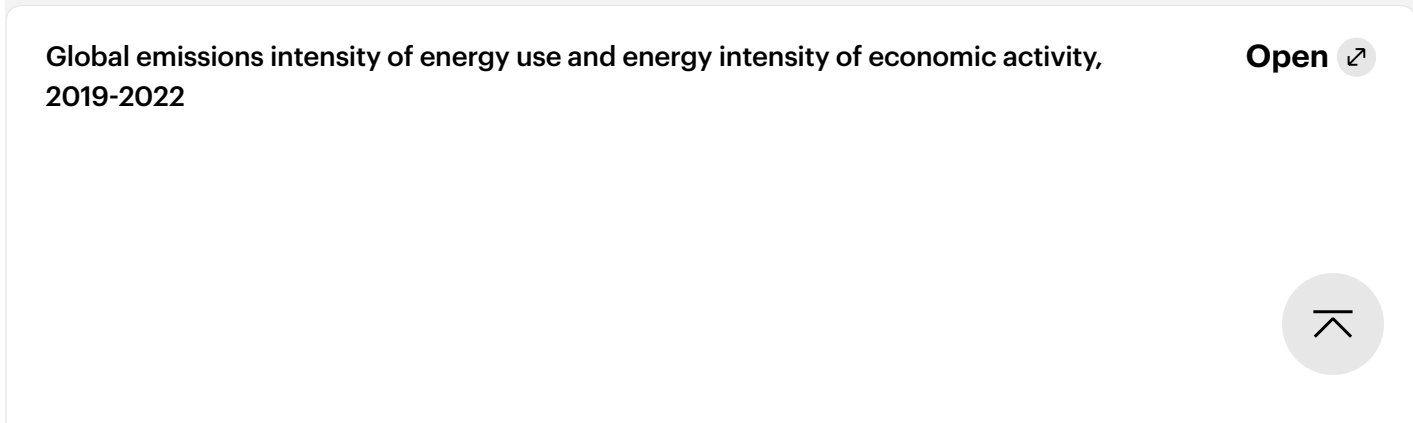 Global emissions intensity of energy use and energy intensity of economic activity,
2019-2022
Open